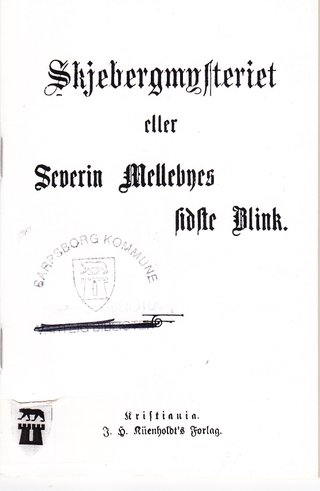 Skjebergmysteriet
eller
Severin Mellebyes
sidste Blink.
SARPSBORG KOMMUNE
Kristiania.
J. H. Küenholdt's Forlag.